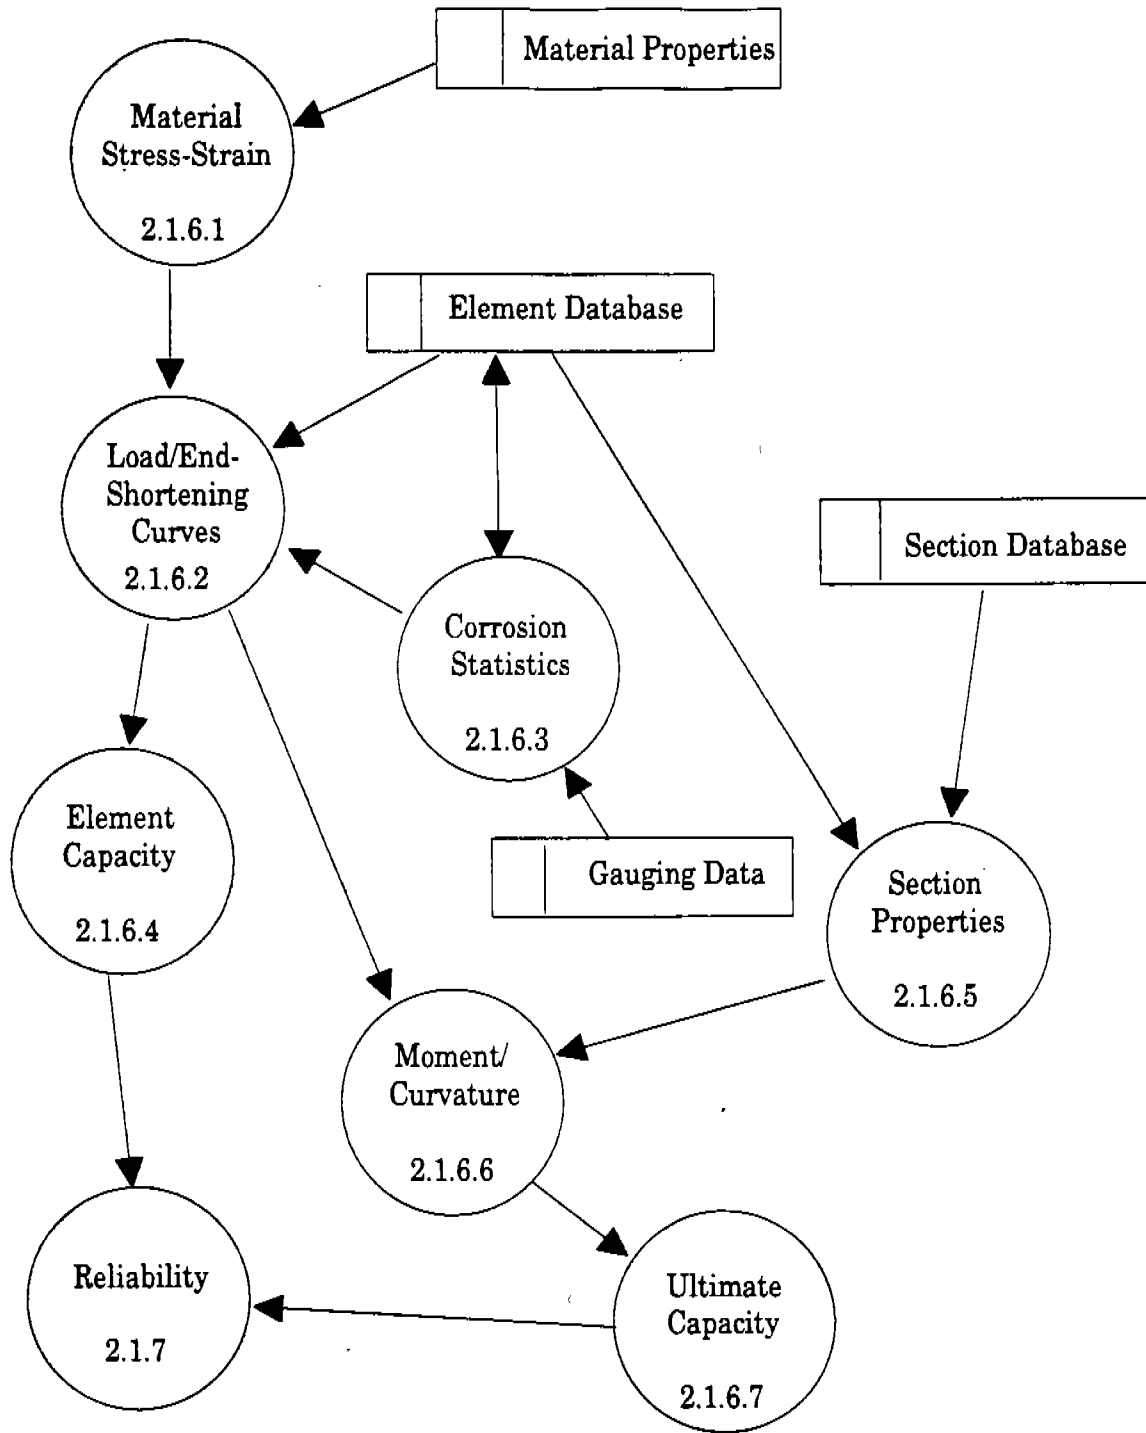 Material Properties
Material
Stress-Strain
2.1.6.1
Element Database
Load/End-
Shortening
Curves
2.1.6.2
Section Database
Corrosion
Statistics
2.1.6.3
Element
Capacity
2.1.6.4
Gauging Data
Section
Properties
2.1.6.5
Moment/
Curvature
2.1.6.6
Reliability
2.1.7
Ultimate
Capacity
2.1.6.7